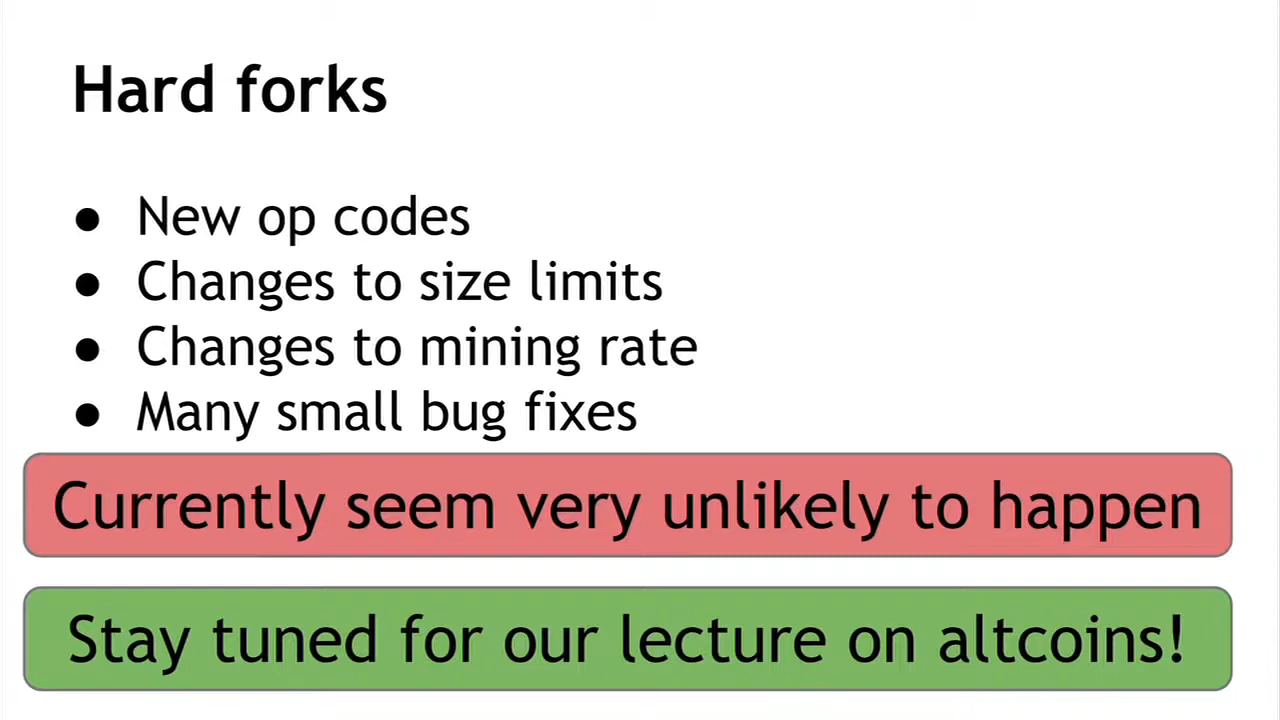 Hard forks
● New op codes
● Changes to size limits
● Changes to mining rate
● Many small bug fixes
Currently seem very unlikely to happen
Stay tuned for our lecture on altcoins!